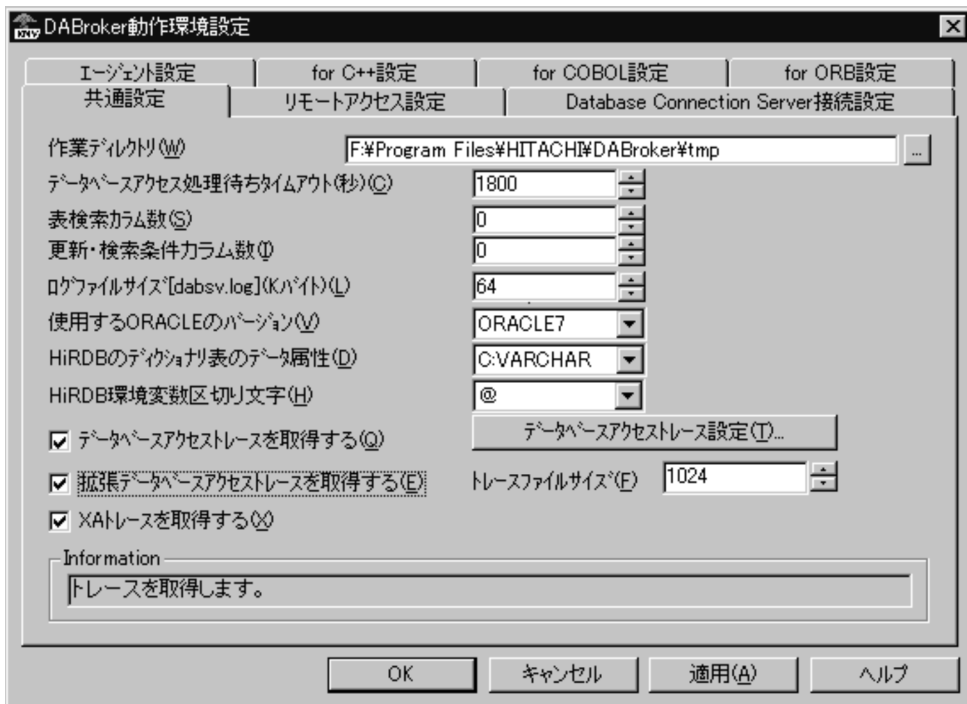 DABroker動作環境設定
エージェント設定 for C++設定 for COBOL設定 for ORB設定
共通設定 リモートアクセス設定 Database Connection Server接続設定
作業ディレクトリ(W) F:¥Program Files¥HITACHI¥DABroker¥tmp ...
データベースアクセス処理待ちタイムアウト(秒)(C) 1800
表検索カラム数(S) 0
更新・検索条件カラム数(I) 0
ログファイルサイズ[dabsv.log](Kバイト)(L) 64
使用するORACLEのバージョン(V) ORACLE7
HiRDBのディクショナリ表のデータ属性(D) C:VARCHAR
HiRDB環境変数区切り文字(H) @
データベースアクセストレースを取得する(Q) データベースアクセストレース設定(T)...
拡張データベースアクセストレースを取得する(E) トレースファイルサイズ(F) 1024
XAトレースを取得する(X)
Information
トレースを取得します。
OK キャンセル 適用(A) ヘルプ